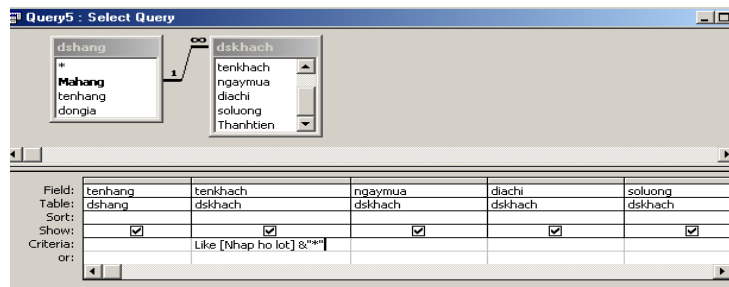 Query5 : Select Query
dshang
*
Mahang
tenhang
dongia
1
∞
dskhach
tenkhach
ngaymua
diachi
soluong
Thanhtien
Field: tenhang tenkhach ngaymua diachi soluong
Table: dshang dskhach dskhach dskhach dskhach
Sort:
Show:
Criteria: Like [Nhap ho lot] &"*"
or: